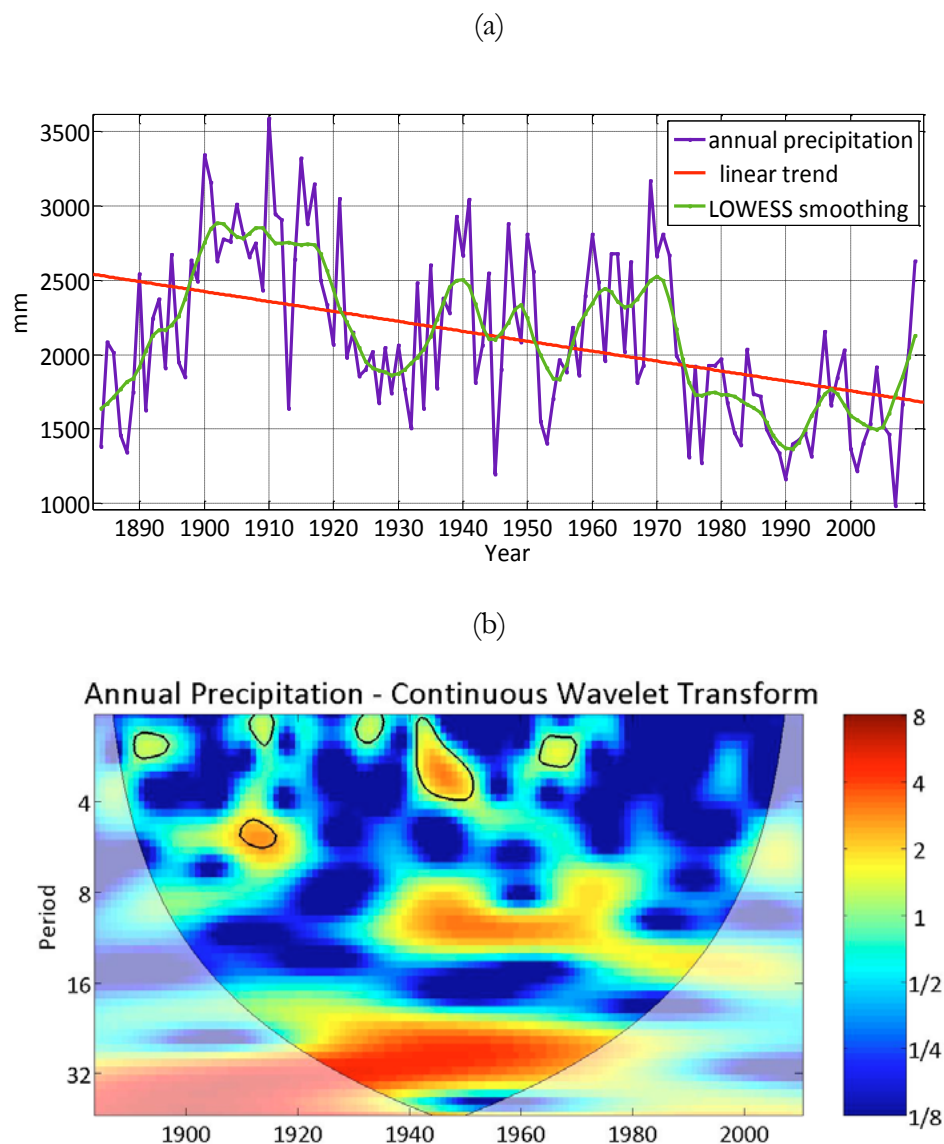 (a)
3500
3000
2500
2000
1500
1000
mm
annual precipitation
linear trend
LOWESS smoothing
1890 1900 1910 1920 1930 1940 1950 1960 1970 1980 1990 2000
Year
(b)
Annual Precipitation - Continuous Wavelet Transform
Period
4
8
16
32
1900 1920 1940 1960 1980 2000
8
4
2
1
1/2
1/4
1/8